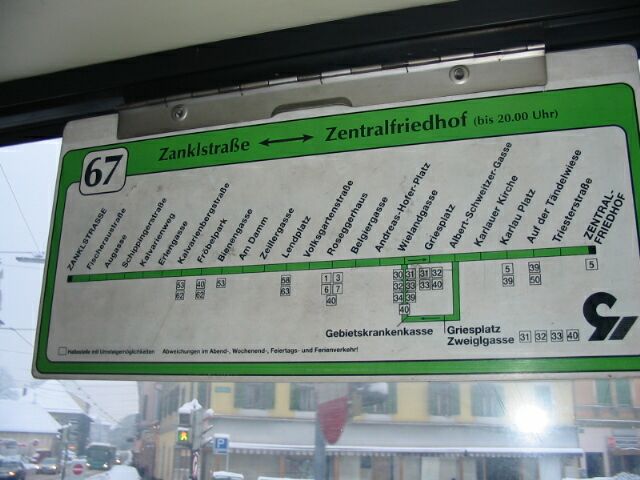 67
Zanklstraße ⟷ Zentralfriedhof (bis 20.00 Uhr)
ZANKLSTRASSE
Fischeraustraße
Augasse
Schippingerstraße
Kalvarienweg
Erlengasse
Kalvarienbergstraße
Fröbelpark
Bienengasse
Am Damm
Zeillergasse
Lendplatz
Volksgartenstraße
Roseggerhaus
Belgiergasse
Andreas-Hofer-Platz
Wielandgasse
Griesplatz
Albert-Schweitzer-Gasse
Karlauer Kirche
Karlau Platz
Auf der Tändelwiese
Triesterstraße
ZENTRAL-
FRIEDHOF
53 40 53 58 1 3 30 31 31 32 5 39 5
62 62 63 6 7 32 33 33 40 39 50
40 34 39
40
Gebietskrankenkasse
Griesplatz
Zweiglgasse 31 32 33 40
Haltestelle mit Umsteigemöglichkeiten Abweichungen im Abend-, Wochenend-, Feiertags- und Ferienverkehr!
P